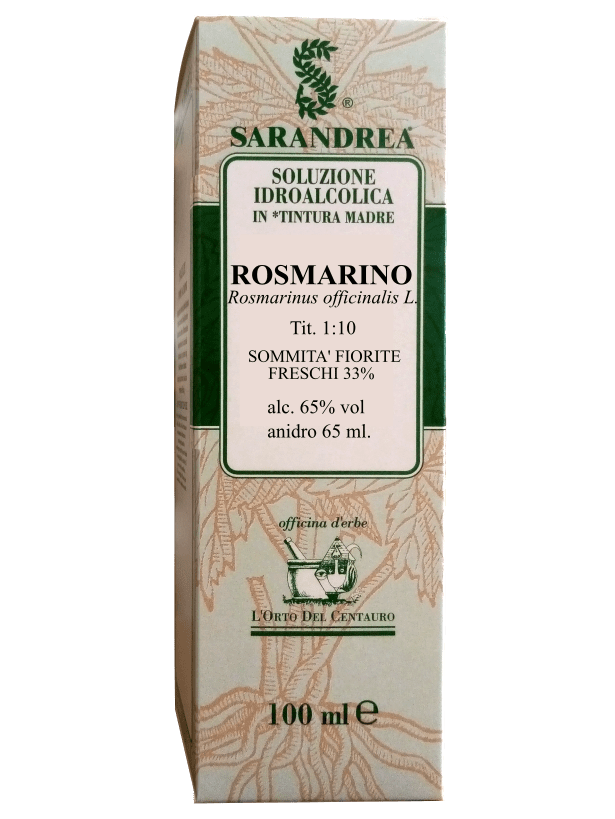 ®
SARANDREA
SOLUZIONE
IDROALCOLICA
IN *TINTURA MADRE
ROSMARINO
Rosmarinus officinalis L.
Tit. 1:10
SOMMITA' FIORITE
FRESCHI 33%
alc. 65% vol
anidro 65 ml.
officina d'erbe
L'ORTO DEL CENTAURO
100 ml ℮